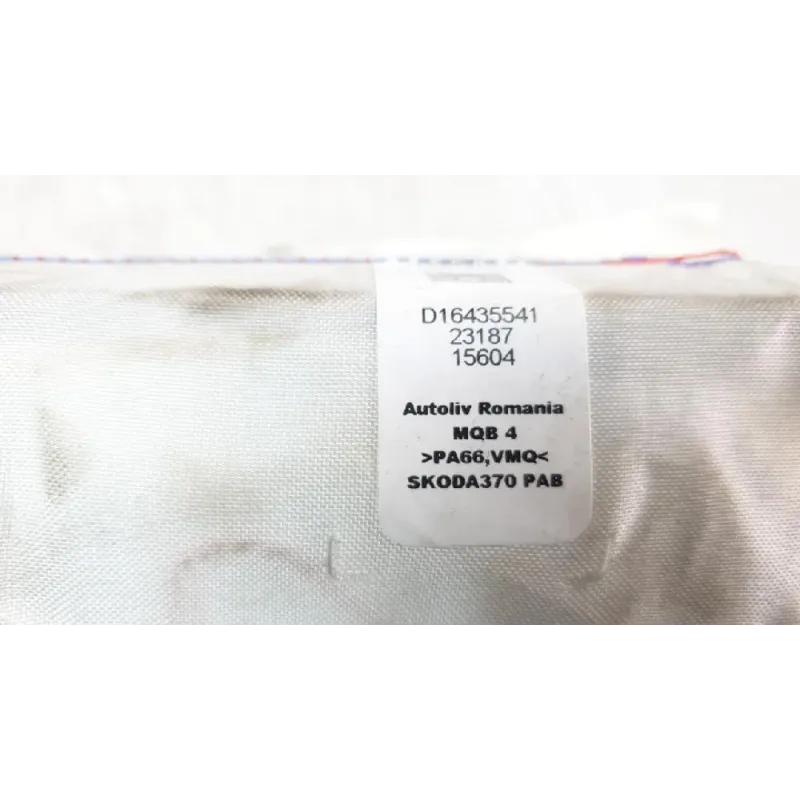 D16435541
23187
15604
Autoliv Romania
MQB 4
>PA66,VMQ<
SKODA370 PAB